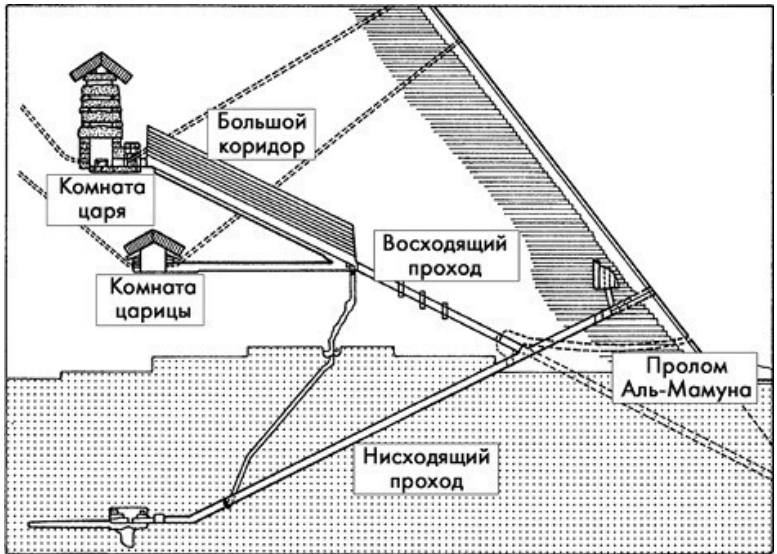 Большой
коридор
Комната
царя
Восходящий
проход
Комната
царицы
Пролом
Аль-Мамуна
Нисходящий
проход